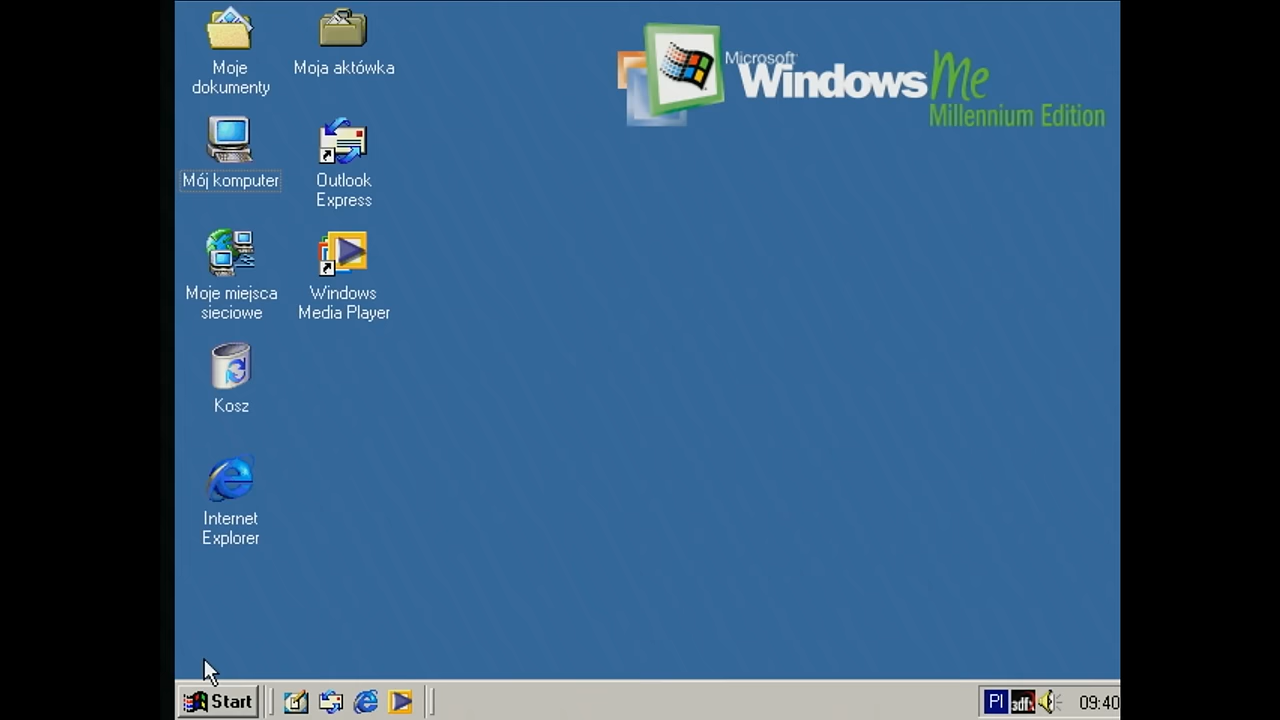 Moje
dokumenty
Moja aktówka
Microsoft
Windows Me
Millennium Edition
Mój komputer
Outlook
Express
Moje miejsca
sieciowe
Windows
Media Player
Kosz
Internet
Explorer
Start
Pl
3dfx
09:40